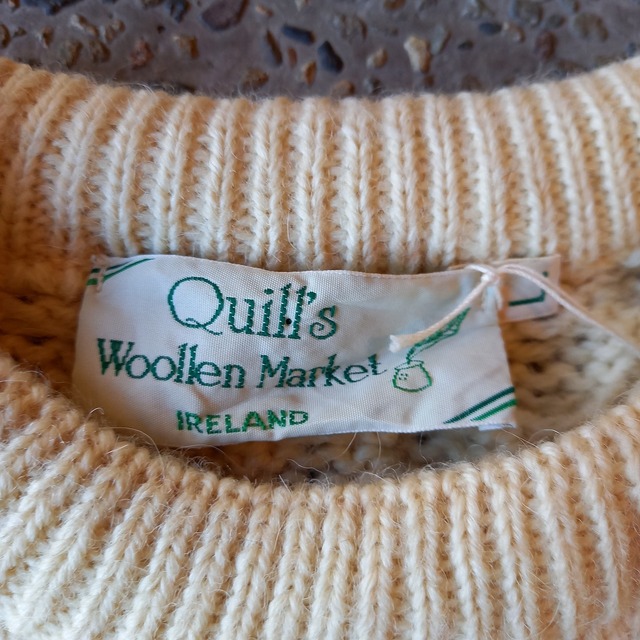 Quill's
Woollen Market
IRELAND
L